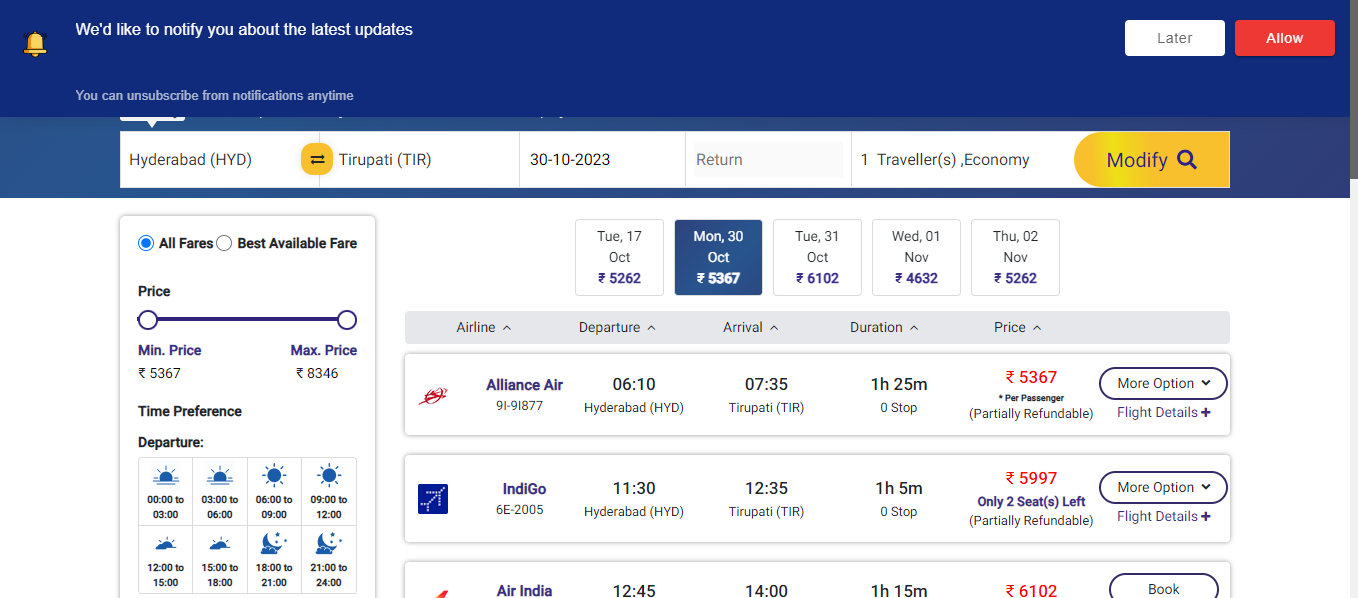 We'd like to notify you about the latest updates
Later
Allow
You can unsubscribe from notifications anytime
Hyderabad (HYD)
Tirupati (TIR)
30-10-2023
Return
1 Traveller(s) ,Economy
Modify
All Fares
Best Available Fare
Price
Min. Price
Max. Price
₹ 5367
₹ 8346
Time Preference
Departure:
00:00 to
03:00
03:00 to
06:00
06:00 to
09:00
09:00 to
12:00
12:00 to
15:00
15:00 to
18:00
18:00 to
21:00
21:00 to
24:00
Tue, 17
Oct
₹ 5262
Mon, 30
Oct
₹ 5367
Tue, 31
Oct
₹ 6102
Wed, 01
Nov
₹ 4632
Thu, 02
Nov
₹ 5262
Airline
Departure
Arrival
Duration
Price
Alliance Air
9I-9I877
06:10
Hyderabad (HYD)
07:35
Tirupati (TIR)
1h 25m
0 Stop
₹ 5367
* Per Passenger
(Partially Refundable)
More Option
Flight Details +
IndiGo
6E-2005
11:30
Hyderabad (HYD)
12:35
Tirupati (TIR)
1h 5m
0 Stop
₹ 5997
Only 2 Seat(s) Left
(Partially Refundable)
More Option
Flight Details +
Air India
12:45
14:00
1h 15m
₹ 6102
Book